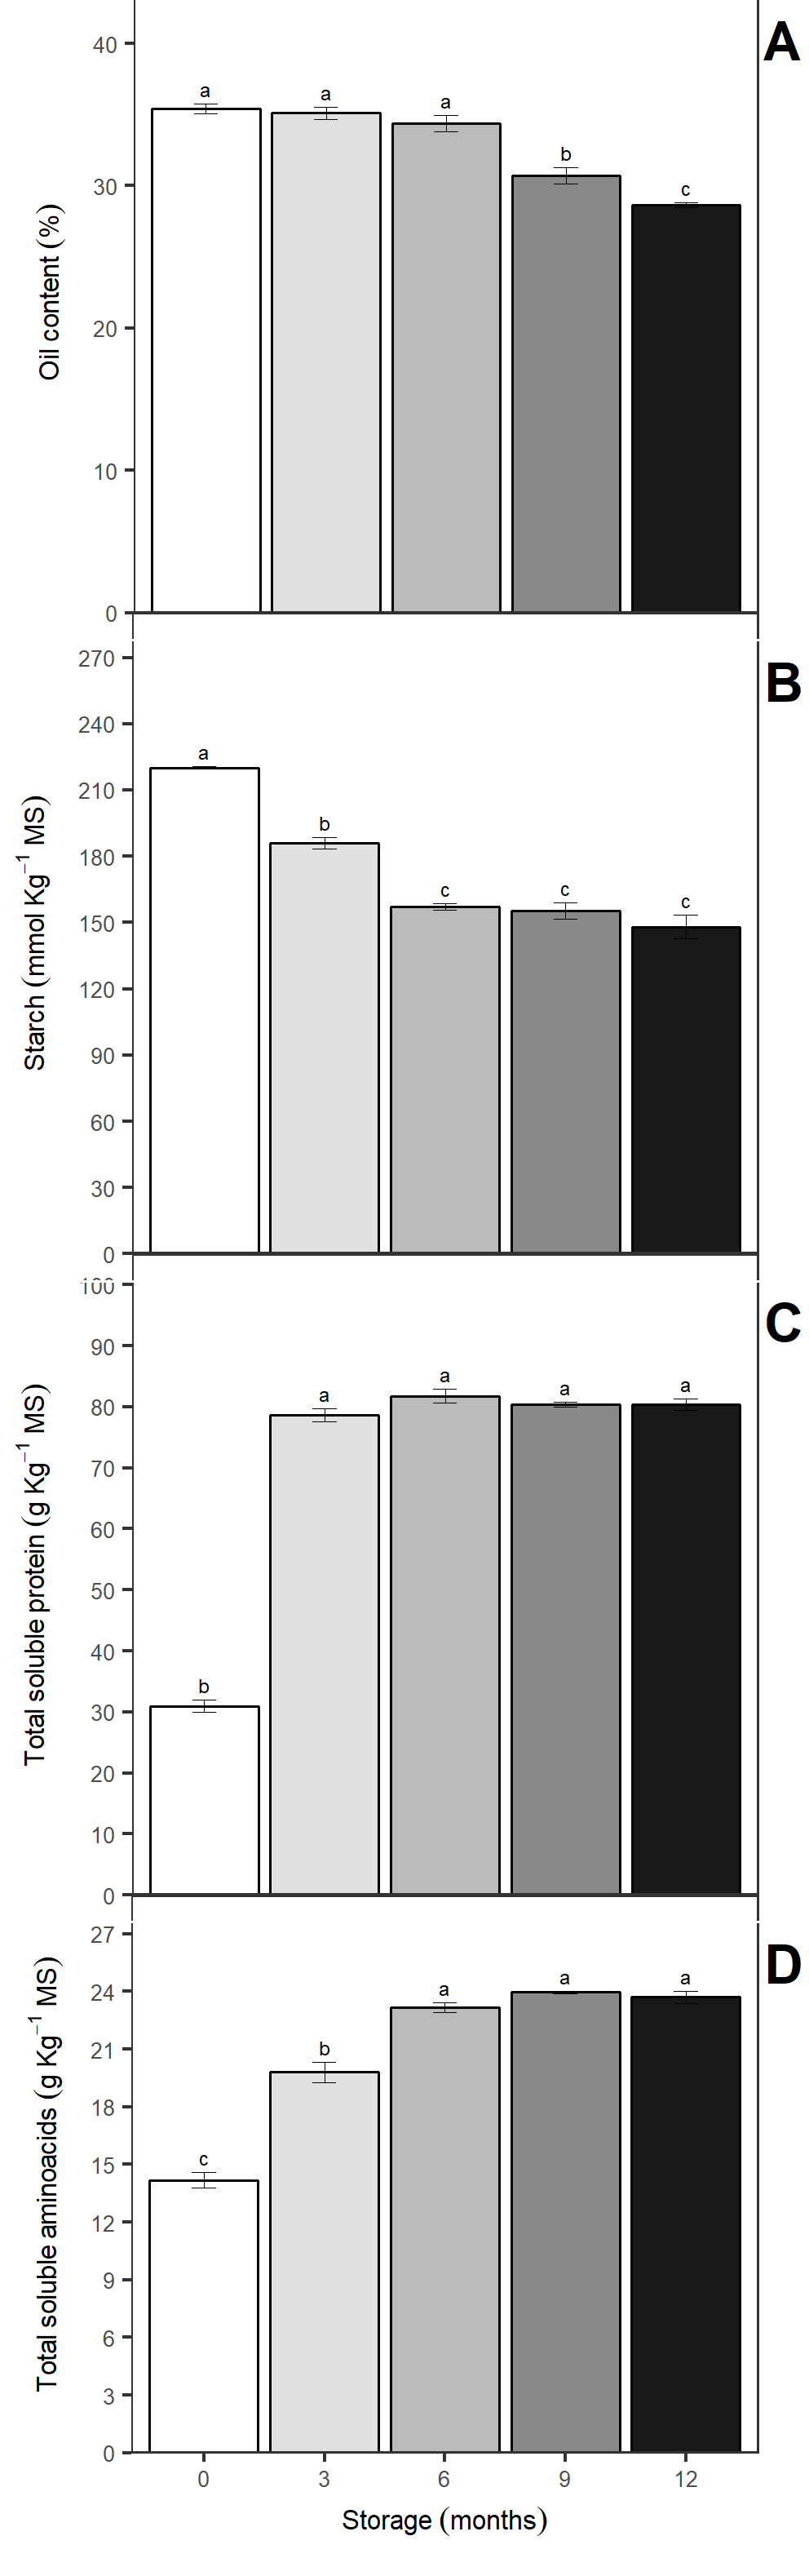 A
40
30
20
10
0
Oil content (%)
a
a
a
b
c
B
270
240
210
180
150
120
90
60
30
0
Starch (mmol Kg⁻¹ MS)
a
b
c
c
c
C
100
90
80
70
60
50
40
30
20
10
0
Total soluble protein (g Kg⁻¹ MS)
b
a
a
a
a
D
27
24
21
18
15
12
9
6
3
0
Total soluble aminoacids (g Kg⁻¹ MS)
c
b
a
a
a
0 3 6 9 12
Storage (months)